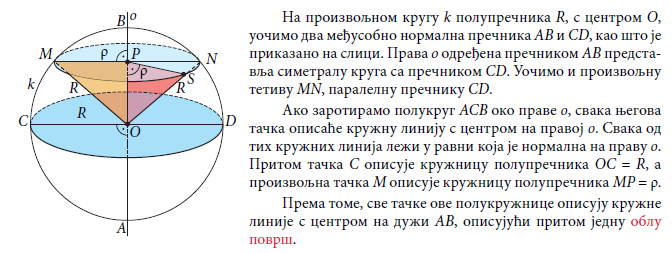 B
o
M
ρ
P
N
ρ
S
k
R
R
C
R
D
O
A
На произвољном кругу k полупречника R, с центром O,
уочимо два међусобно нормална пречника AB и CD, као што је
приказано на слици. Права o одређена пречником AB предста-
вља симетралу круга са пречником CD. Уочимо и произвољну
тетиву MN, паралелну пречнику CD.
Ако заротирамо полукруг ACB око праве o, свака његова
тачка описаће кружну линију с центром на правој o. Свака од
тих кружних линија лежи у равни која је нормална на праву o.
Притом тачка C описује кружницу полупречника OC = R, а
произвољна тачка M описује кружницу полупречника MP = ρ.
Према томе, све тачке ове полукружнице описују кружне
линије с центром на дужи AB, описујући притом једну облу
површ.